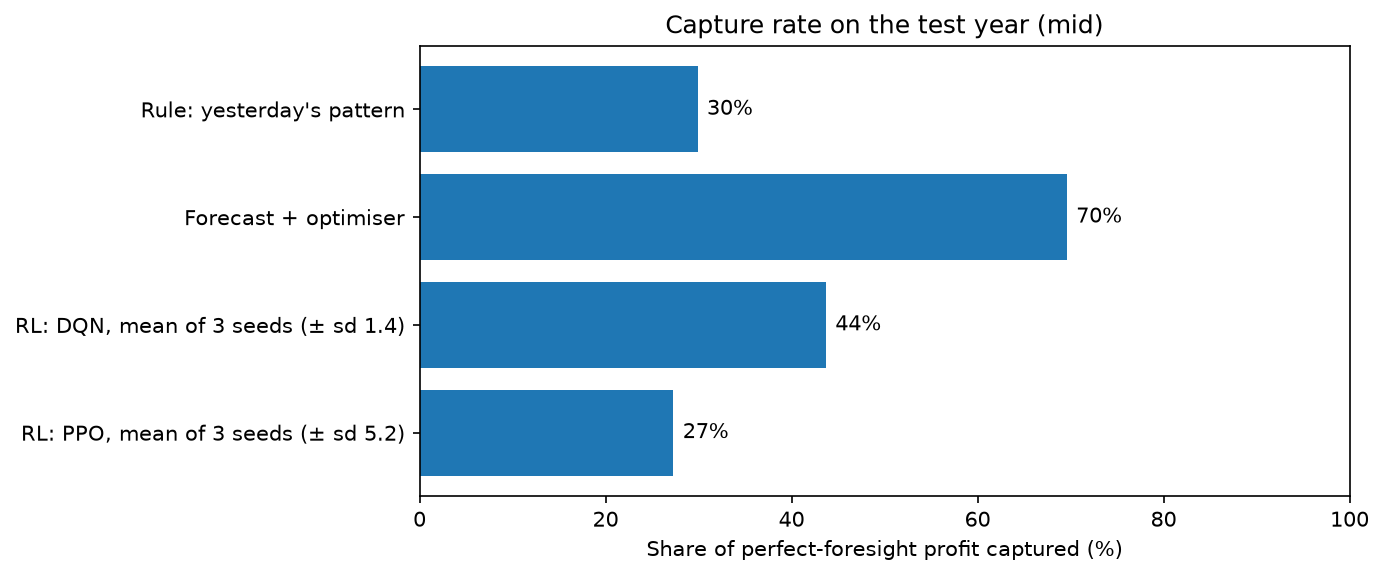 Capture rate on the test year (mid)
Rule: yesterday's pattern
30%
Forecast + optimiser
70%
RL: DQN, mean of 3 seeds (± sd 1.4)
44%
RL: PPO, mean of 3 seeds (± sd 5.2)
27%
0 20 40 60 80 100
Share of perfect-foresight profit captured (%)